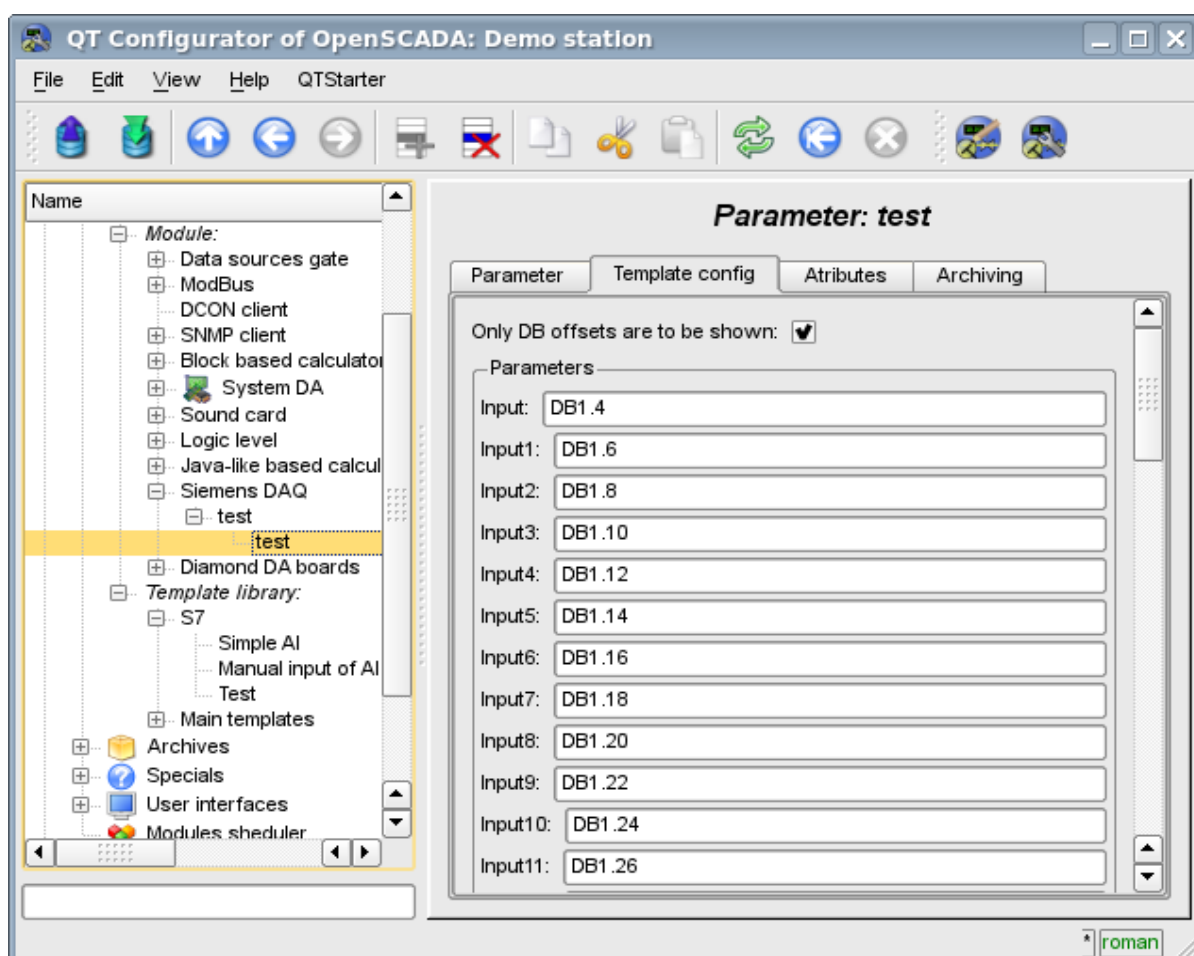 QT Configurator of OpenSCADA: Demo station
File Edit View Help QTStarter
Name
Module:
Data sources gate
ModBus
DCON client
SNMP client
Block based calculator
System DA
Sound card
Logic level
Java-like based calcul
Siemens DAQ
test
test
Diamond DA boards
Template library:
S7
Simple AI
Manual input of AI
Test
Main templates
Archives
Specials
User interfaces
Modules sheduler
Parameter: test
Parameter Template config Atributes Archiving
Only DB offsets are to be shown:
Parameters
Input: DB1.4
Input1: DB1.6
Input2: DB1.8
Input3: DB1.10
Input4: DB1.12
Input5: DB1.14
Input6: DB1.16
Input7: DB1.18
Input8: DB1.20
Input9: DB1.22
Input10: DB1.24
Input11: DB1.26
* roman